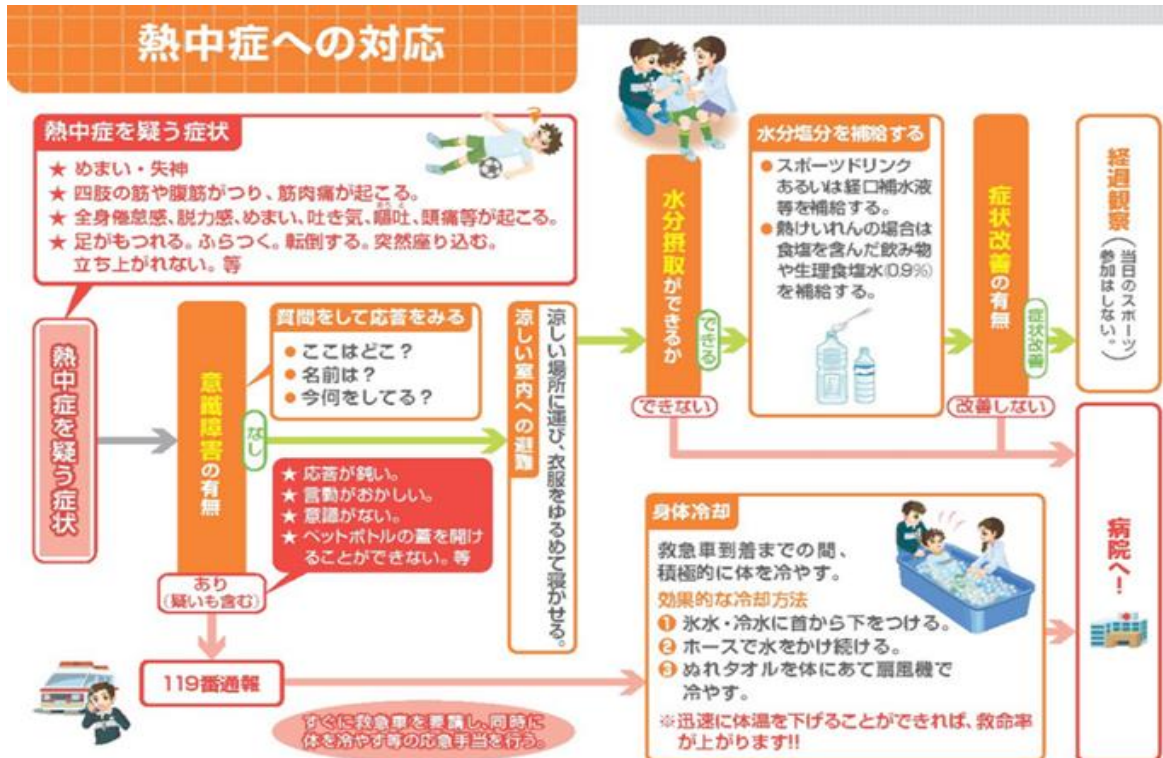 熱中症への対応
熱中症を疑う症状
★ めまい・失神
★ 四肢の筋や腹筋がつり、筋肉痛が起こる。
★ 全身倦怠感、脱力感、めまい、吐き気、嘔吐、頭痛等が起こる。
★ 足がもつれる。ふらつく。転倒する。突然座り込む。
立ち上がれない。等
熱中症を疑う症状
意識障害の有無
質問をして応答をみる
● ここはどこ？
● 名前は？
● 今何をしてる？
なし
★ 応答が鈍い。
★ 言動がおかしい。
★ 意識がない。
★ ペットボトルの蓋を開け
ることができない。等
あり
（疑いも含む）
119番通報
すぐに救急車を要請し、同時に
体を冷やす等の応急手当を行う。
涼しい室内への避難
涼しい場所に運び、衣服をゆるめて寝かせる。
水分摂取ができるか
できる
できない
水分塩分を補給する
● スポーツドリンク
あるいは経口補水液
等を補給する。
● 熱けいれんの場合は
食塩を含んだ飲み物
や生理食塩水(0.9%)
を補給する。
症状改善の有無
症状改善
改善しない
経過観察
（当日のスポーツ
参加はしない。）
身体冷却
救急車到着までの間、
積極的に体を冷やす。
効果的な冷却方法
❶ 氷水・冷水に首から下をつける。
❷ ホースで水をかけ続ける。
❸ ぬれタオルを体にあて扇風機で
冷やす。
※迅速に体温を下げることができれば、救命率
が上がります!!
病院へ！